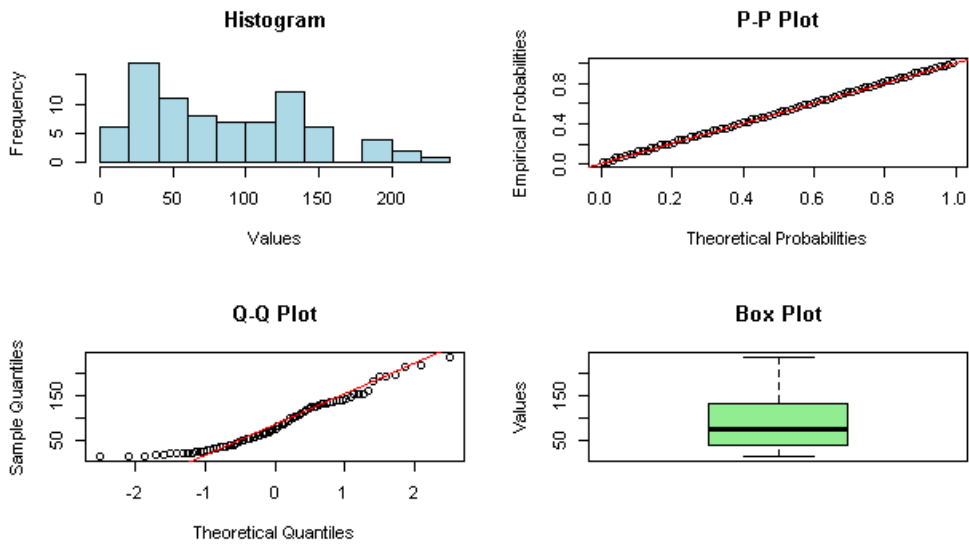 Histogram
Frequency
10
5
0
0 50 100 150 200
Values
P-P Plot
Empirical Probabilities
0.8
0.4
0.0
0.0 0.2 0.4 0.6 0.8 1.0
Theoretical Probabilities
Q-Q Plot
Sample Quantiles
150
50
-2 -1 0 1 2
Theoretical Quantiles
Box Plot
Values
150
50